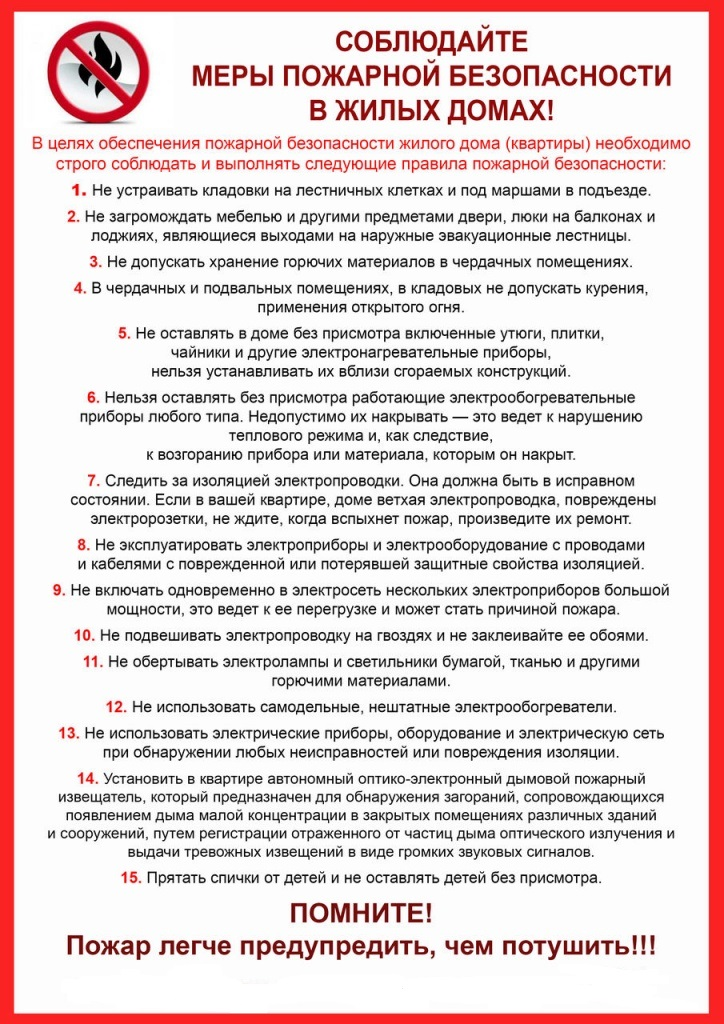 СОБЛЮДАЙТЕ
МЕРЫ ПОЖАРНОЙ БЕЗОПАСНОСТИ
В ЖИЛЫХ ДОМАХ!
В целях обеспечения пожарной безопасности жилого дома (квартиры) необходимо
строго соблюдать и выполнять следующие правила пожарной безопасности:
1. Не устраивать кладовки на лестничных клетках и под маршами в подъезде.
2. Не загромождать мебелью и другими предметами двери, люки на балконах и
лоджиях, являющиеся выходами на наружные эвакуационные лестницы.
3. Не допускать хранение горючих материалов в чердачных помещениях.
4. В чердачных и подвальных помещениях, в кладовых не допускать курения,
применения открытого огня.
5. Не оставлять в доме без присмотра включенные утюги, плитки,
чайники и другие электронагревательные приборы,
нельзя устанавливать их вблизи сгораемых конструкций.
6. Нельзя оставлять без присмотра работающие электрообогревательные
приборы любого типа. Недопустимо их накрывать — это ведет к нарушению
теплового режима и, как следствие,
к возгоранию прибора или материала, которым он накрыт.
7. Следить за изоляцией электропроводки. Она должна быть в исправном
состоянии. Если в вашей квартире, доме ветхая электропроводка, повреждены
электророзетки, не ждите, когда вспыхнет пожар, произведите их ремонт.
8. Не эксплуатировать электроприборы и электрооборудование с проводами
и кабелями с поврежденной или потерявшей защитные свойства изоляцией.
9. Не включать одновременно в электросеть нескольких электроприборов большой
мощности, это ведет к ее перегрузке и может стать причиной пожара.
10. Не подвешивать электропроводку на гвоздях и не заклеивайте ее обоями.
11. Не обертывать электролампы и светильники бумагой, тканью и другими
горючими материалами.
12. Не использовать самодельные, нештатные электрообогреватели.
13. Не использовать электрические приборы, оборудование и электрическую сеть
при обнаружении любых неисправностей или повреждения изоляции.
14. Установить в квартире автономный оптико-электронный дымовой пожарный
извещатель, который предназначен для обнаружения загораний, сопровождающихся
появлением дыма малой концентрации в закрытых помещениях различных зданий
и сооружений, путем регистрации отраженного от частиц дыма оптического излучения и
выдачи тревожных извещений в виде громких звуковых сигналов.
15. Прятать спички от детей и не оставлять детей без присмотра.
ПОМНИТЕ!
Пожар легче предупредить, чем потушить!!!